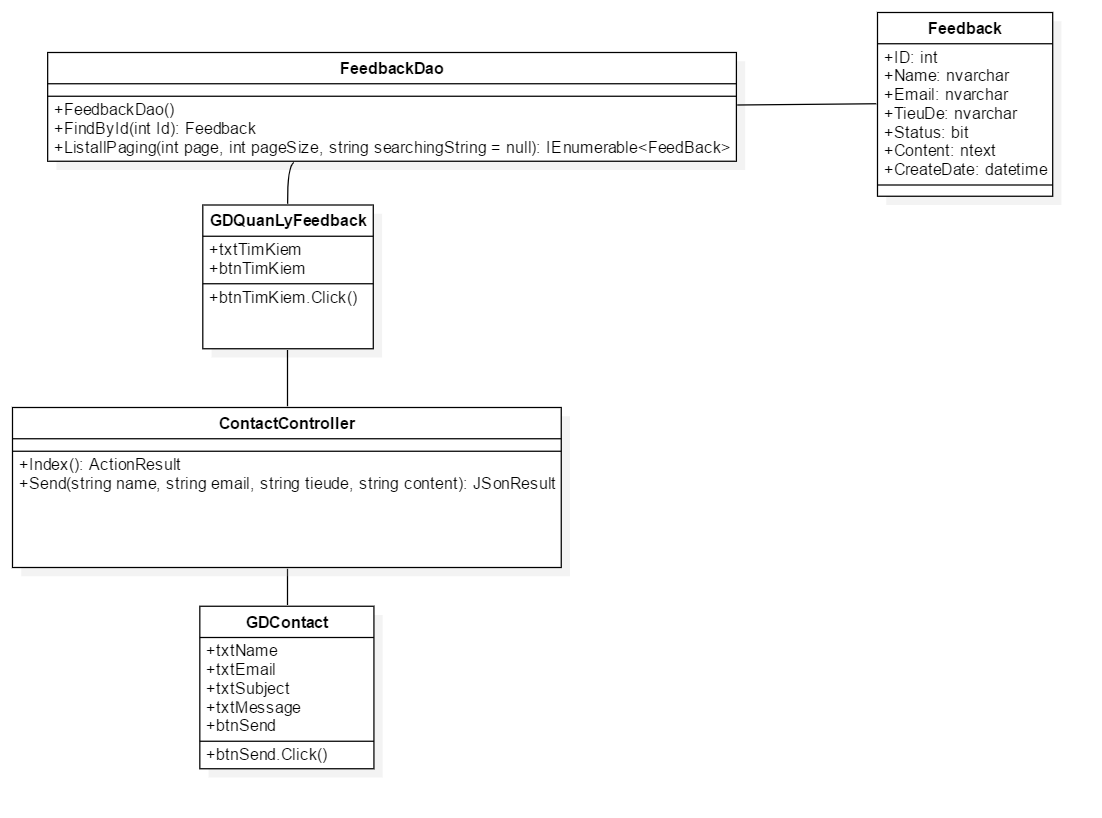 FeedbackDao
+FeedbackDao()
+FindById(int Id): Feedback
+ListallPaging(int page, int pageSize, string searchingString = null): IEnumerable<FeedBack>
Feedback
+ID: int
+Name: nvarchar
+Email: nvarchar
+TieuDe: nvarchar
+Status: bit
+Content: ntext
+CreateDate: datetime
GDQuanLyFeedback
+txtTimKiem
+btnTimKiem
+btnTimKiem.Click()
ContactController
+Index(): ActionResult
+Send(string name, string email, string tieude, string content): JSonResult
GDContact
+txtName
+txtEmail
+txtSubject
+txtMessage
+btnSend
+btnSend.Click()